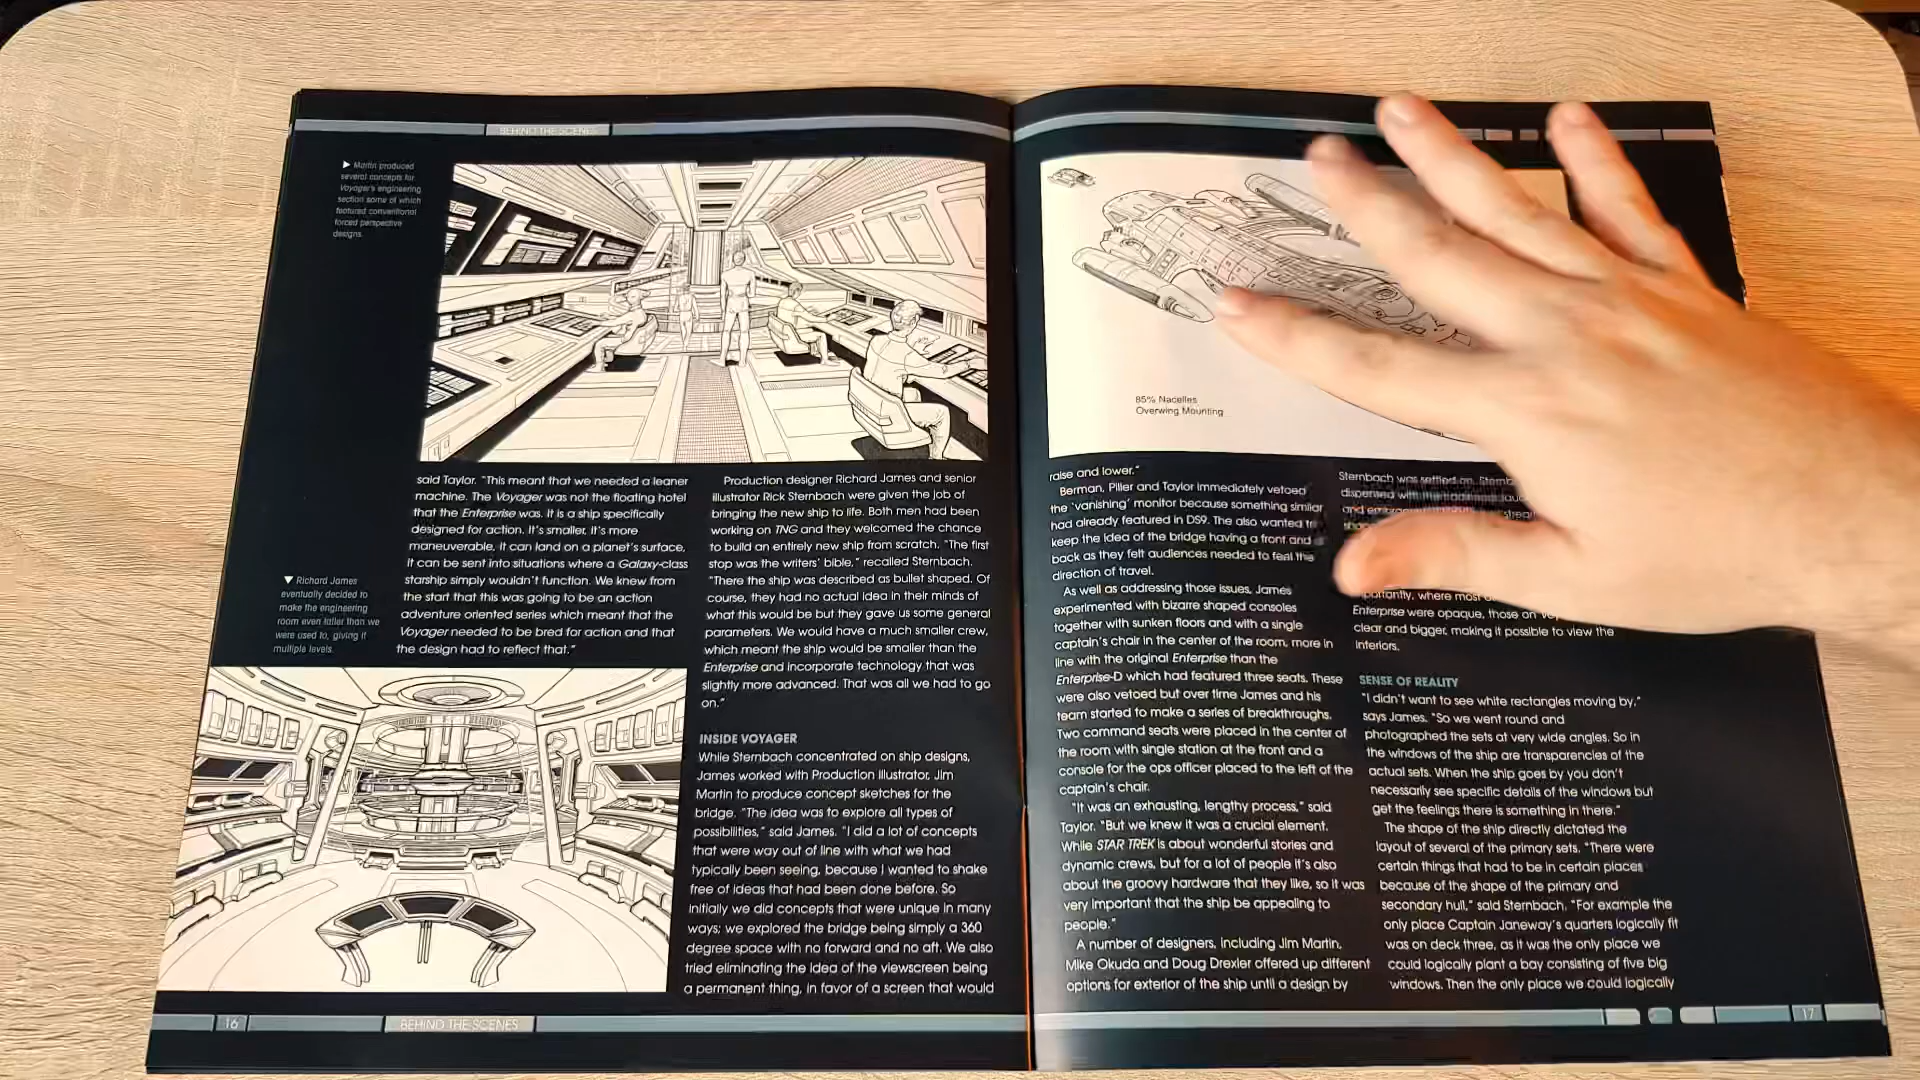 BEHIND THE SCENES
▶ Martin produced
several concepts for
Voyager's engineering
section some of which
featured conventional
forced perspective
designs.
said Taylor. "This meant that we needed a leaner
machine. The Voyager was not the floating hotel
that the Enterprise was. It is a ship specifically
designed for action. It's smaller, it's more
maneuverable, it can land on a planet's surface,
it can be sent into situations where a Galaxy-class
starship simply wouldn't function. We knew from
the start that this was going to be an action
adventure oriented series which meant that the
Voyager needed to be bred for action and that
the design had to reflect that."
▼ Richard James
eventually decided to
make the engineering
room even taller than we
were used to, giving it
multiple levels.
Production designer Richard James and senior
illustrator Rick Sternbach were given the job of
bringing the new ship to life. Both men had been
working on TNG and they welcomed the chance
to build an entirely new ship from scratch. "The first
stop was the writers' bible," recalled Sternbach.
"There the ship was described as bullet shaped. Of
course, they had no actual idea in their minds of
what this would be but they gave us some general
parameters. We would have a much smaller crew,
which meant the ship would be smaller than the
Enterprise and incorporate technology that was
slightly more advanced. That was all we had to go
on."
INSIDE VOYAGER
While Sternbach concentrated on ship designs,
James worked with Production Illustrator, Jim
Martin to produce concept sketches for the
bridge. "The idea was to explore all types of
possibilities," said James. "I did a lot of concepts
that were way out of line with what we had
typically been seeing, because I wanted to shake
free of ideas that had been done before. So
initially we did concepts that were unique in many
ways; we explored the bridge being simply a 360
degree space with no forward and no aft. We also
tried eliminating the idea of the viewscreen being
a permanent thing, in favor of a screen that would
16
BEHIND THE SCENES
85% Nacelles
Overwing Mounting
raise and lower."
Berman, Piller and Taylor immediately vetoed
the 'vanishing' monitor because something similar
had already featured in DS9. The also wanted to
keep the idea of the bridge having a front and
back as they felt audiences needed to feel the
direction of travel.
As well as addressing those issues, James
experimented with bizarre shaped consoles
together with sunken floors and with a single
captain's chair in the center of the room, more in
line with the original Enterprise than the
Enterprise-D which had featured three seats. These
were also vetoed but over time James and his
team started to make a series of breakthroughs.
Two command seats were placed in the center of
the room with single station at the front and a
console for the ops officer placed to the left of the
captain's chair.
"It was an exhausting, lengthy process," said
Taylor. "But we knew it was a crucial element.
While STAR TREK is about wonderful stories and
dynamic crews, but for a lot of people it's also
about the groovy hardware that they like, so it was
very important that the ship be appealing to
people."
A number of designers, including Jim Martin,
Mike Okuda and Doug Drexler offered up different
options for exterior of the ship until a design by
Sternbach was settled on.
dispensed with
and
where most
Enterprise were opaque, those on
clear and bigger, making it possible to view the
interiors.
SENSE OF REALITY
"I didn't want to see white rectangles moving by,"
says James. "So we went round and
photographed the sets at very wide angles. So in
the windows of the ship are transparencies of the
actual sets. When the ship goes by you don't
necessarily see specific details of the windows but
get the feelings there is something in there."
The shape of the ship directly dictated the
layout of several of the primary sets. "There were
certain things that had to be in certain places
because of the shape of the primary and
secondary hull," said Sternbach. "For example the
only place Captain Janeway's quarters logically fit
was on deck three, as it was the only place we
could logically plant a bay consisting of five big
windows. Then the only place we could logically
17